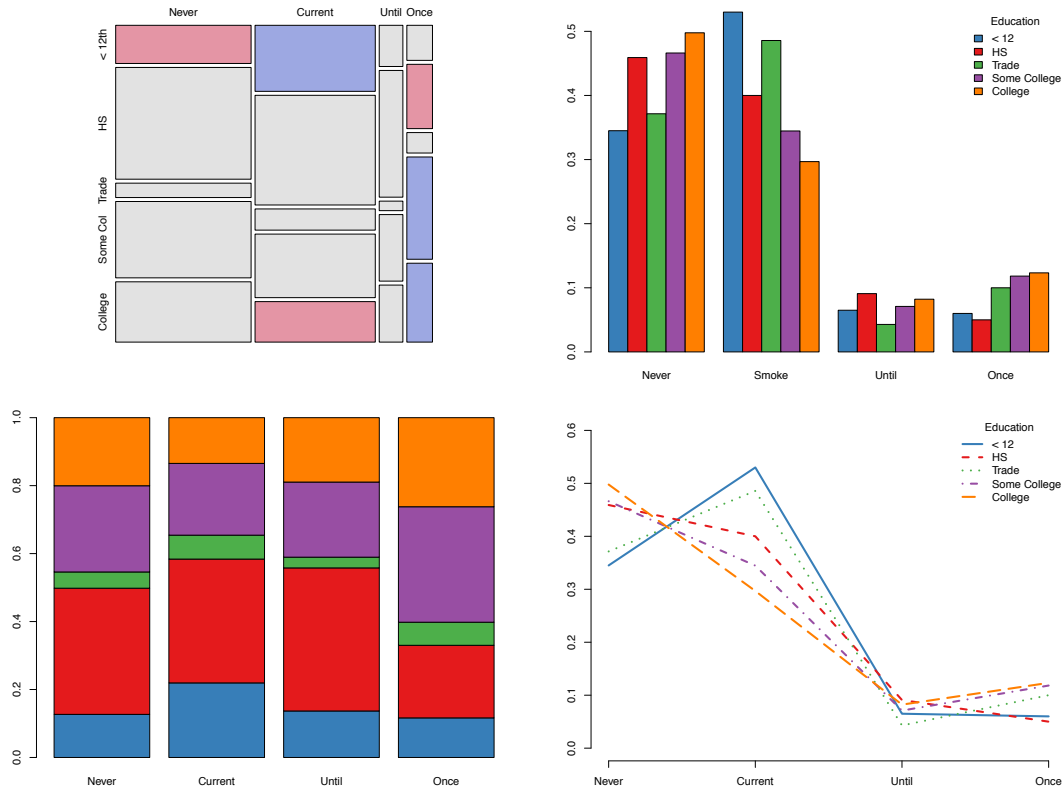 Never Current Until Once
< 12th
HS
Trade
Some Col
College
Education
< 12
HS
Trade
Some College
College
0.5
0.4
0.3
0.2
0.1
0.0
Never Smoke Until Once
1.0
0.8
0.6
0.4
0.2
0.0
Never Current Until Once
Education
< 12
HS
Trade
Some College
College
0.6
0.5
0.4
0.3
0.2
0.1
0.0
Never Current Until Once